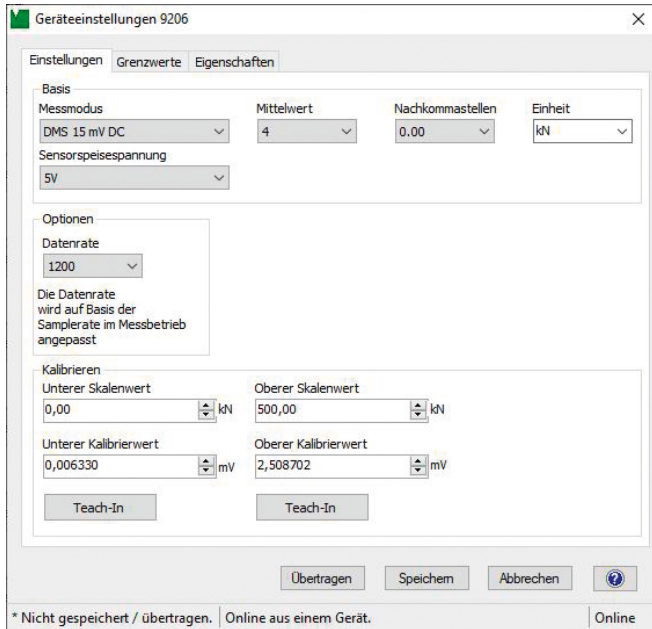 Geräteeinstellungen 9206
Einstellungen Grenzwerte Eigenschaften
Basis
Messmodus Mittelwert Nachkommastellen Einheit
DMS 15 mV DC 4 0.00 kN
Sensorspeisespannung
5V
Optionen
Datenrate
1200
Die Datenrate
wird auf Basis der
Samplerate im Messbetrieb
angepasst
Kalibrieren
Unterer Skalenwert Oberer Skalenwert
0,00 kN 500,00 kN
Unterer Kalibrierwert Oberer Kalibrierwert
0,006330 mV 2,508702 mV
Teach-In Teach-In
Übertragen Speichern Abbrechen ?
* Nicht gespeichert / übertragen. Online aus einem Gerät. Online